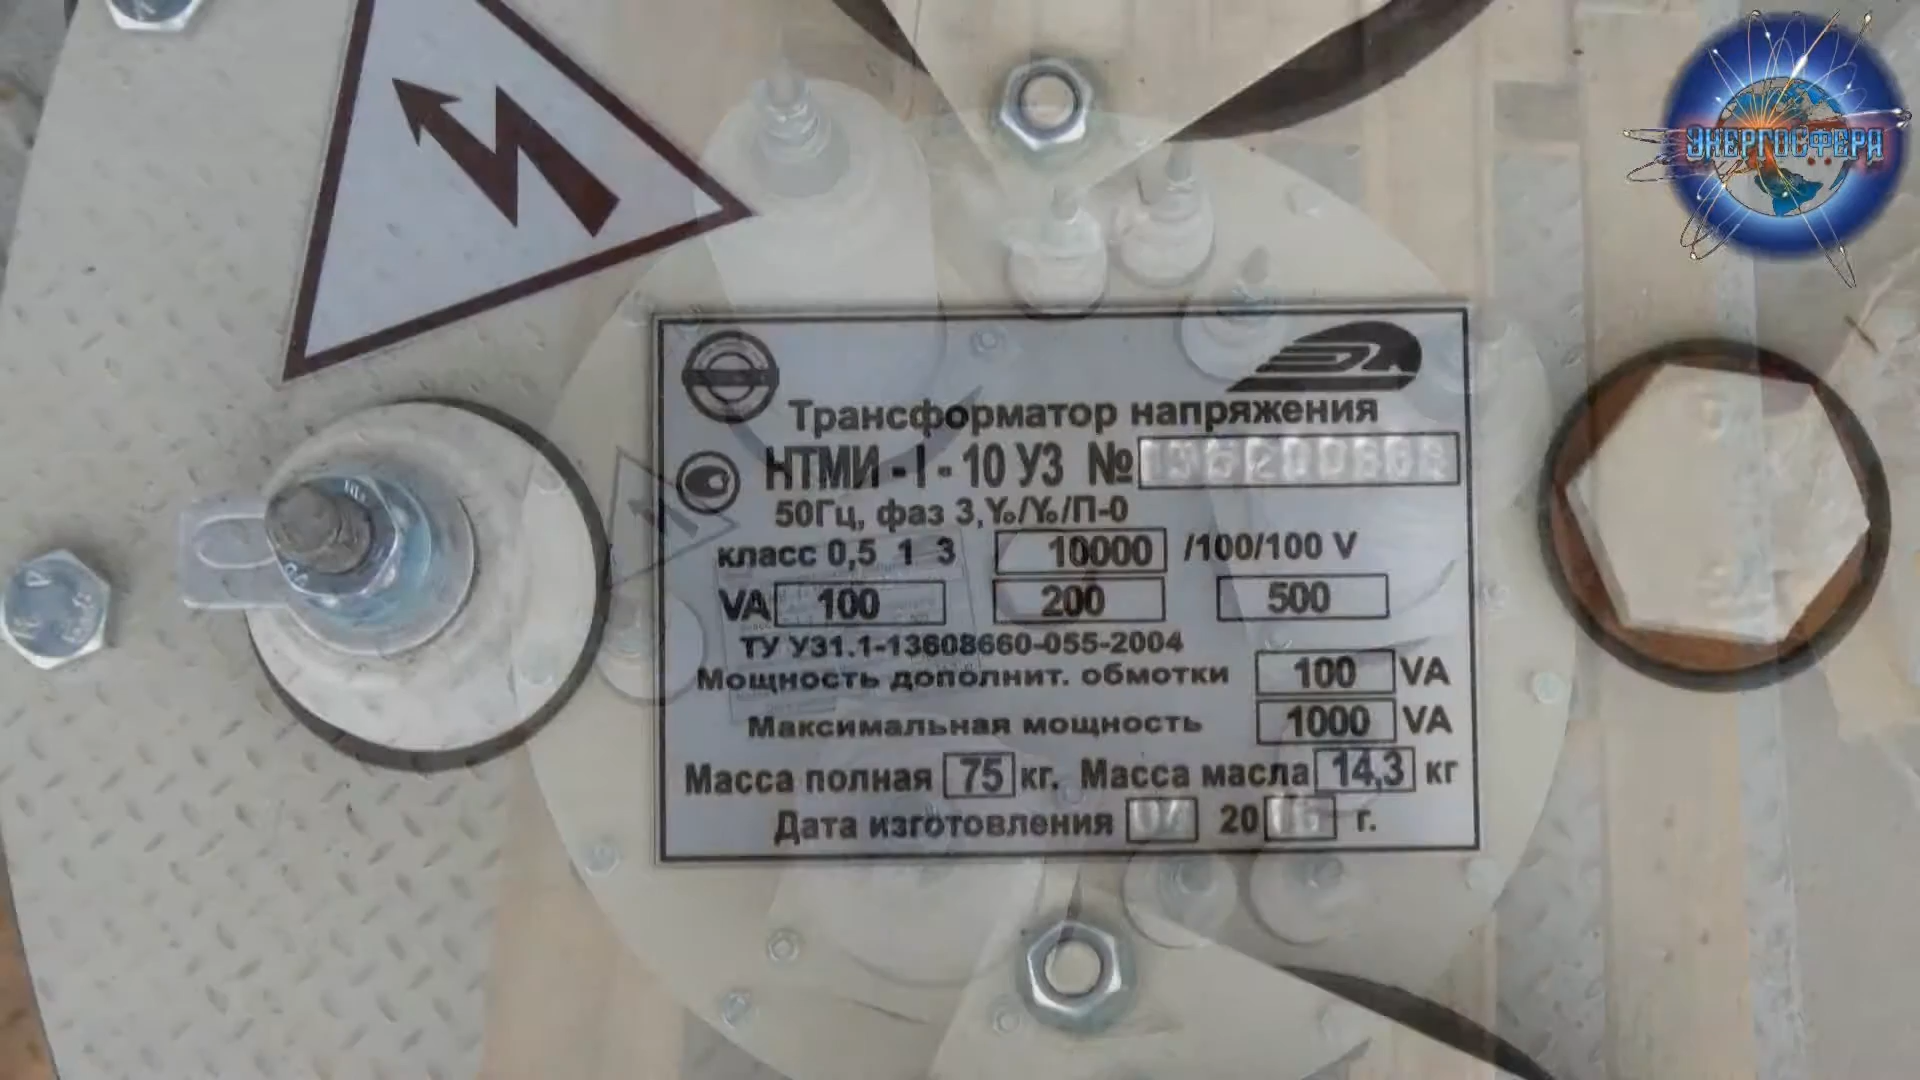 ЭНЕРГОСФЕРА
Трансформатор напряжения
НТМИ - I - 10 У3 №
50Гц, фаз 3, Y₀/Y₀/П-0
класс 0,5 1 3 10000 /100/100 V
VA 100 200 500
ТУ У31.1-13608660-055-2004
Мощность дополнит. обмотки 100 VA
Максимальная мощность 1000 VA
Масса полная 75 кг. Масса масла 14,3 кг
Дата изготовления 20 г.